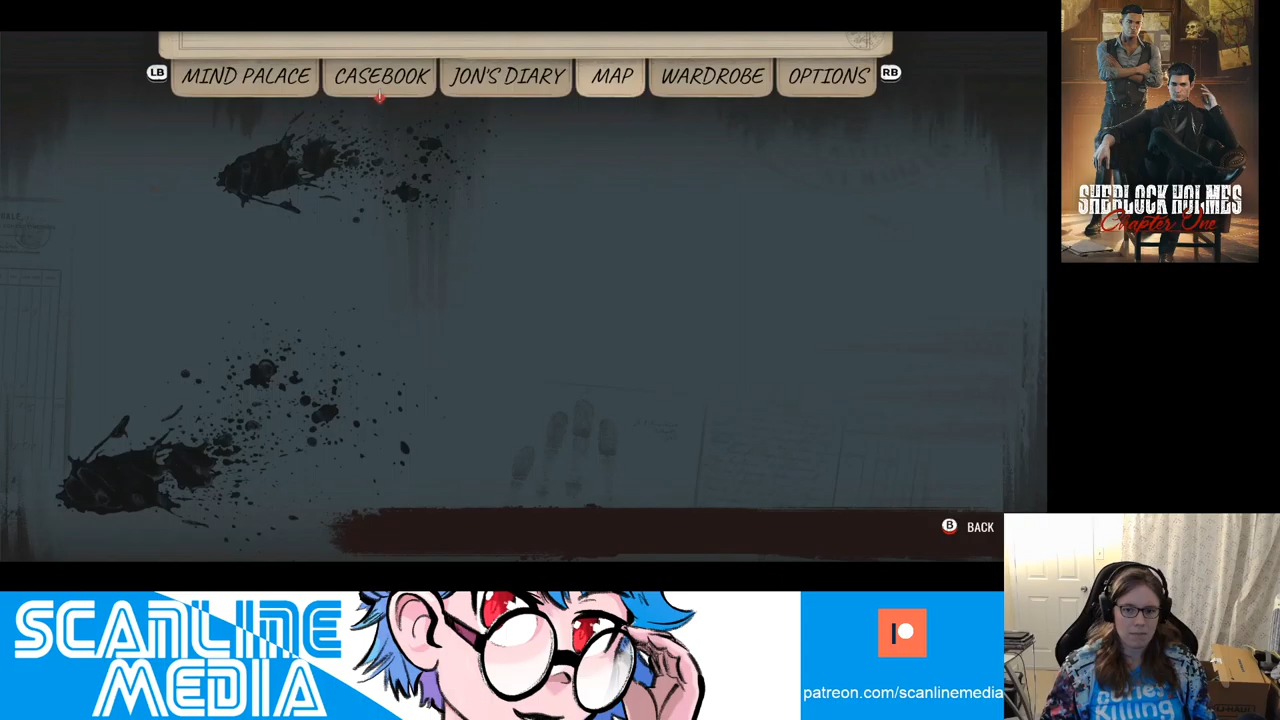 LB
MIND PALACE
CASEBOOK
JON'S DIARY
MAP
WARDROBE
OPTIONS
RB
SHERLOCK HOLMES
Chapter One
B BACK
SCANLINE
MEDIA
patreon.com/scanlinemedia
Killing